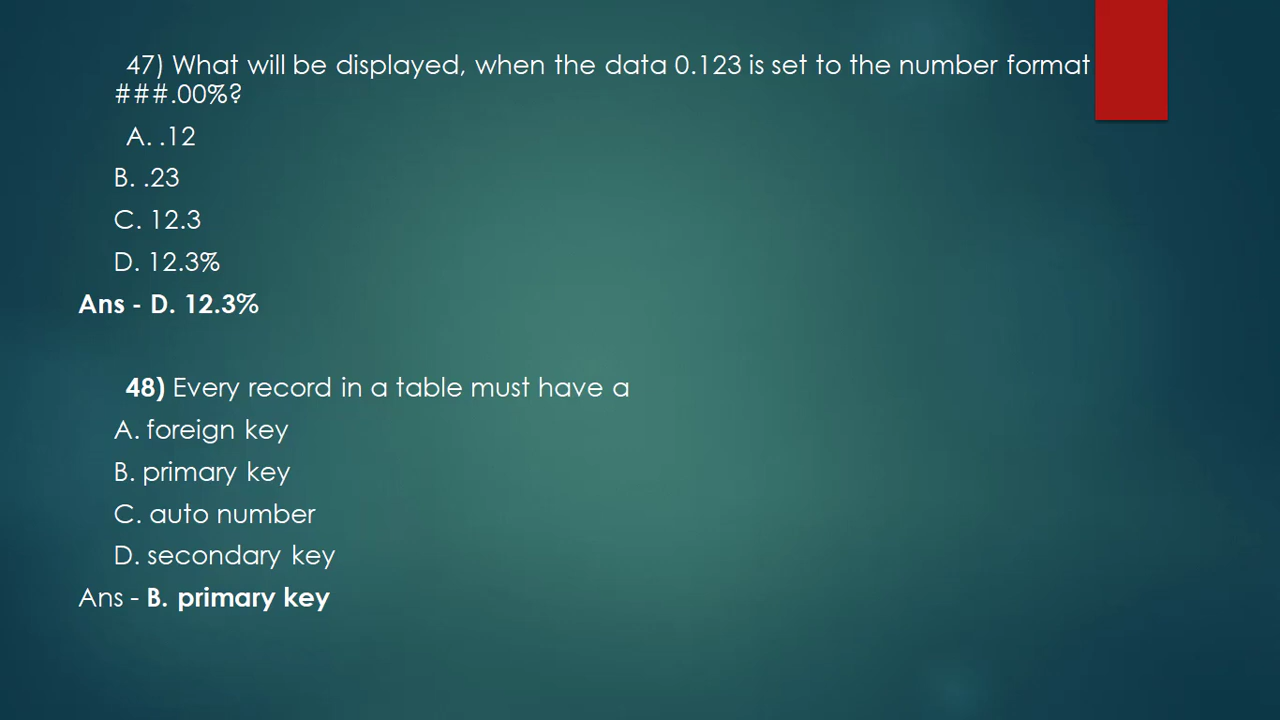 47) What will be displayed, when the data 0.123 is set to the number format
###.00%?
A. .12
B. .23
C. 12.3
D. 12.3%
Ans - D. 12.3%
48) Every record in a table must have a
A. foreign key
B. primary key
C. auto number
D. secondary key
Ans - B. primary key